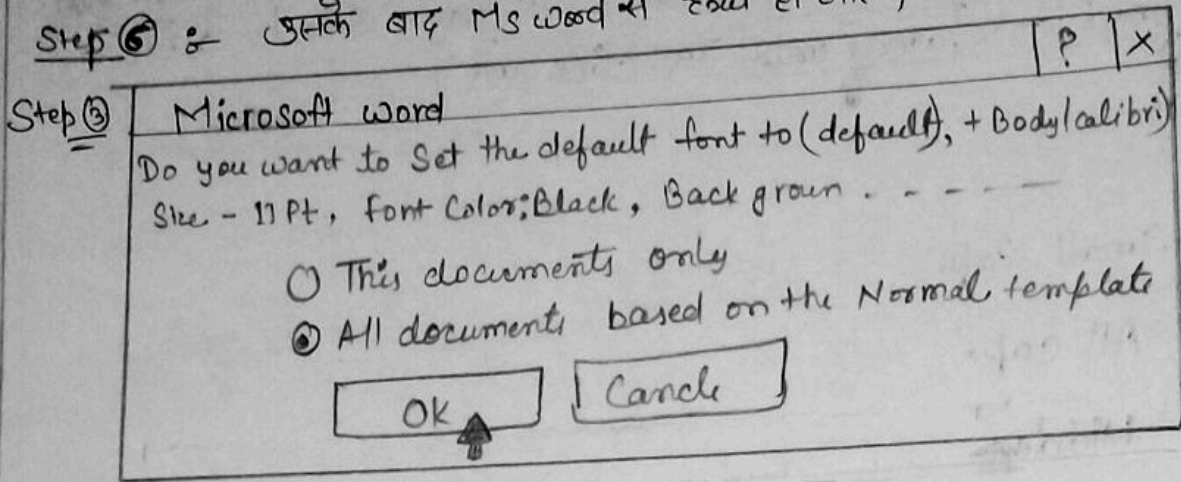 Step ⑥ :- उसके बाद Ms word
? X
Step ③ Microsoft word
Do you want to Set the default font to (default), + Body(calibri)
Size - 11 Pt, font Color: Black, Back groun . - - - -
○ This documents only
◉ All documents based on the Normal template
OK Cancle